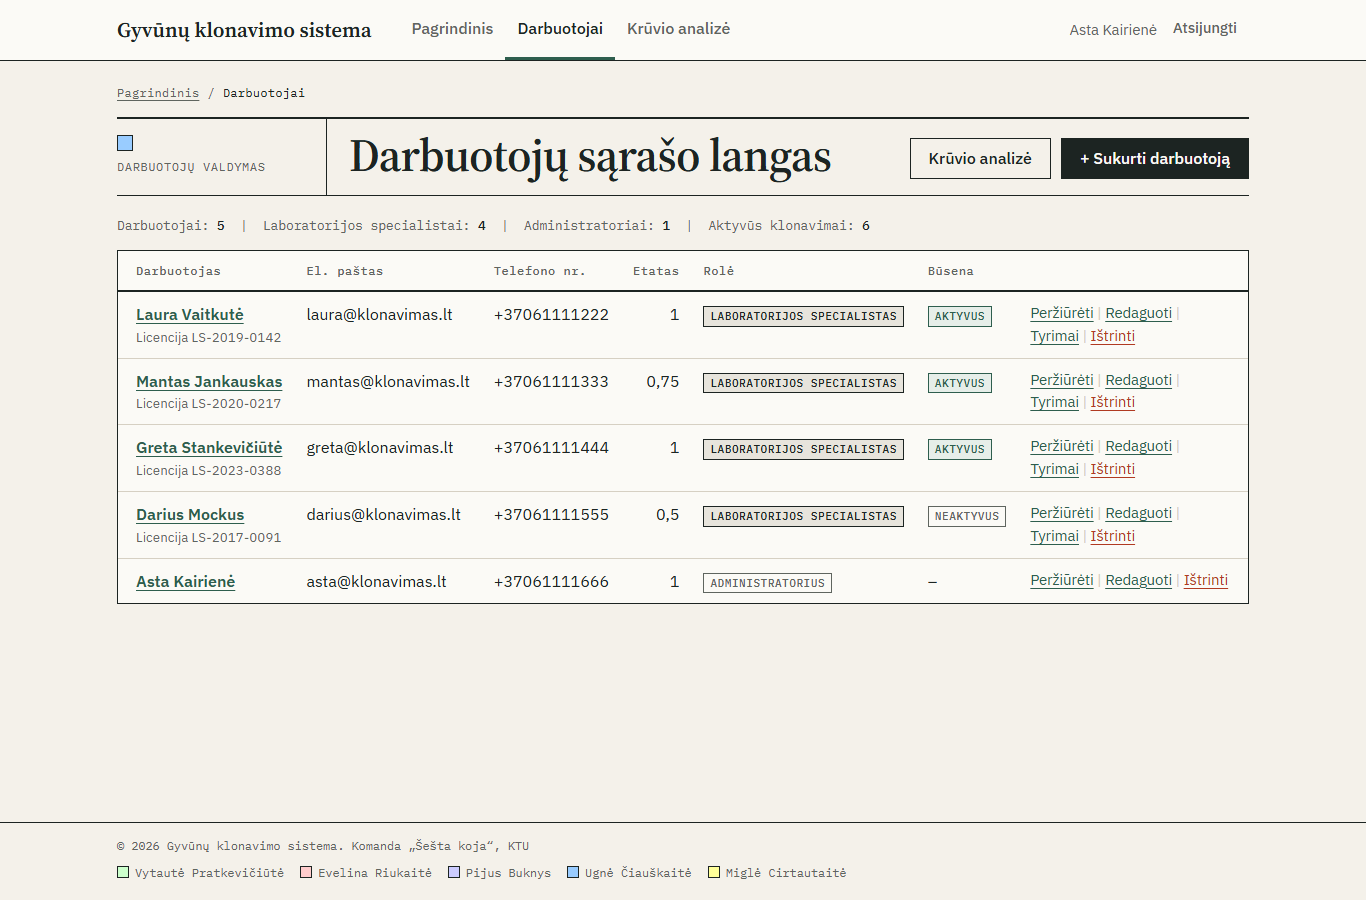 Gyvūnų klonavimo sistema Pagrindinis Darbuotojai Krūvio analizė Asta Kairienė Atsijungti
Pagrindinis / Darbuotojai
DARBUOTOJŲ VALDYMAS
Darbuotojų sąrašo langas
Krūvio analizė + Sukurti darbuotoją
Darbuotojai: 5 | Laboratorijos specialistai: 4 | Administratoriai: 1 | Aktyvūs klonavimai: 6
Darbuotojas El. paštas Telefono nr. Etatas Rolė Būsena
Laura Vaitkutė laura@klonavimas.lt +37061111222 1 LABORATORIJOS SPECIALISTAS AKTYVUS Peržiūrėti | Redaguoti |
Licencija LS-2019-0142 Tyrimai | Ištrinti
Mantas Jankauskas mantas@klonavimas.lt +37061111333 0,75 LABORATORIJOS SPECIALISTAS AKTYVUS Peržiūrėti | Redaguoti |
Licencija LS-2020-0217 Tyrimai | Ištrinti
Greta Stankevičiūtė greta@klonavimas.lt +37061111444 1 LABORATORIJOS SPECIALISTAS AKTYVUS Peržiūrėti | Redaguoti |
Licencija LS-2023-0388 Tyrimai | Ištrinti
Darius Mockus darius@klonavimas.lt +37061111555 0,5 LABORATORIJOS SPECIALISTAS NEAKTYVUS Peržiūrėti | Redaguoti |
Licencija LS-2017-0091 Tyrimai | Ištrinti
Asta Kairienė asta@klonavimas.lt +37061111666 1 ADMINISTRATORIUS – Peržiūrėti | Redaguoti | Ištrinti
© 2026 Gyvūnų klonavimo sistema. Komanda „Šešta koja“, KTU
Vytautė Pratkevičiūtė Evelina Riukaitė Pijus Buknys Ugnė Čiauškaitė Miglė Cirtautaitė